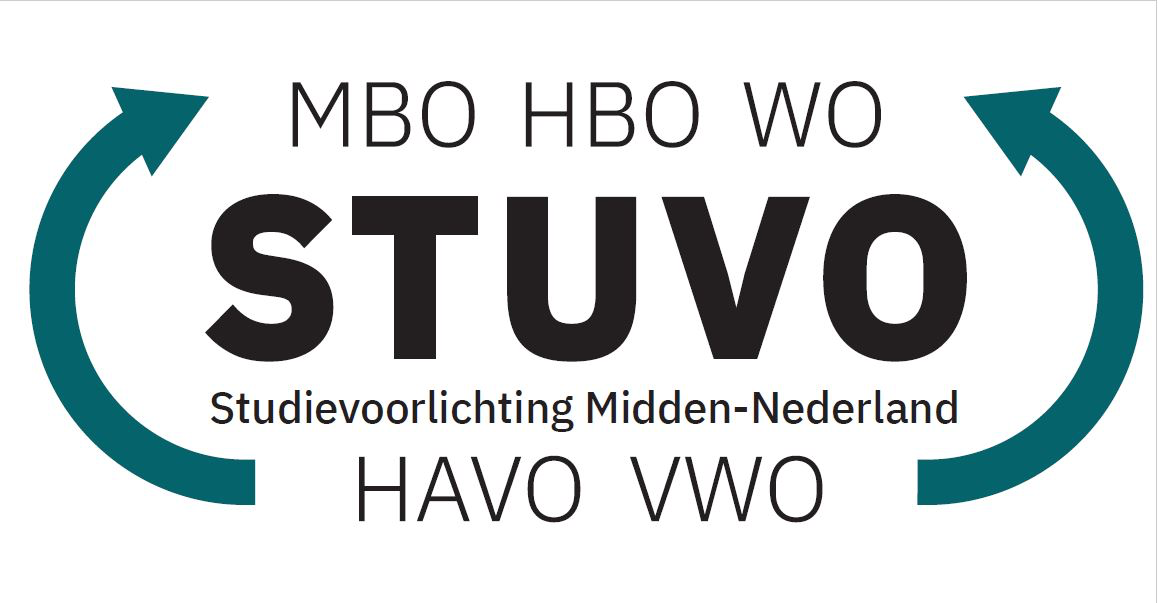 MBO HBO WO
STUVO
Studievoorlichting Midden-Nederland
HAVO VWO